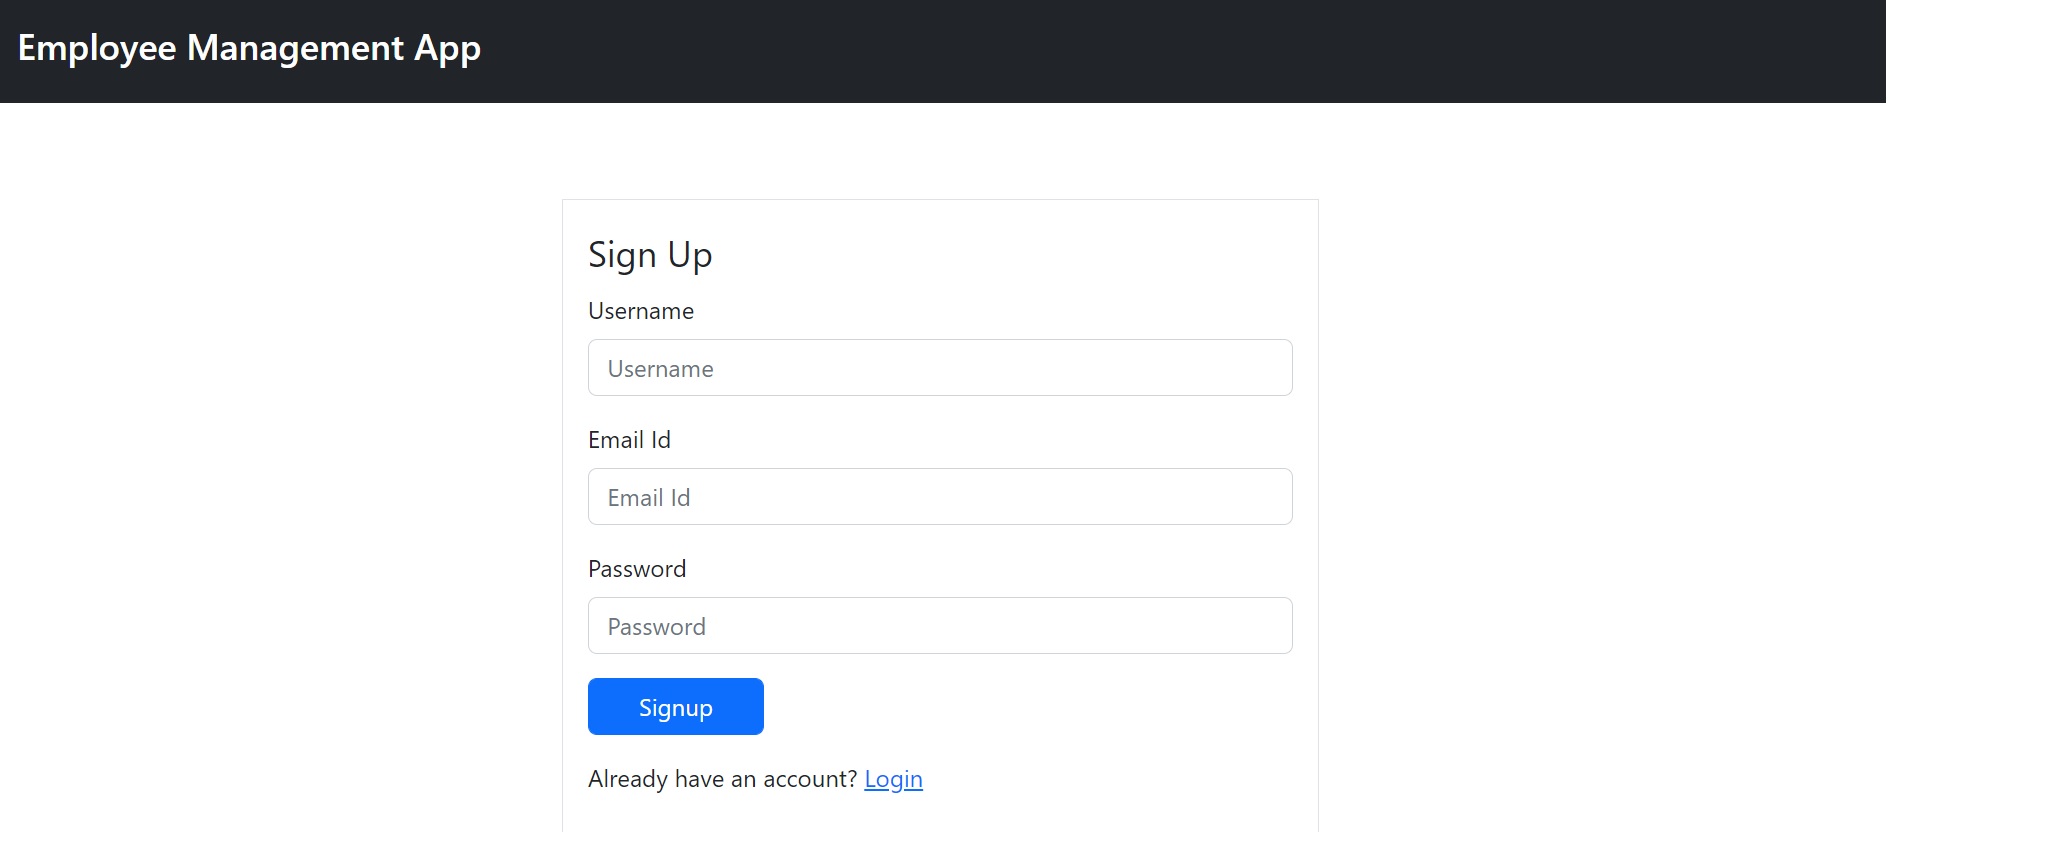 Employee Management App
Sign Up
Username
Username
Email Id
Email Id
Password
Password
Signup
Already have an account? Login